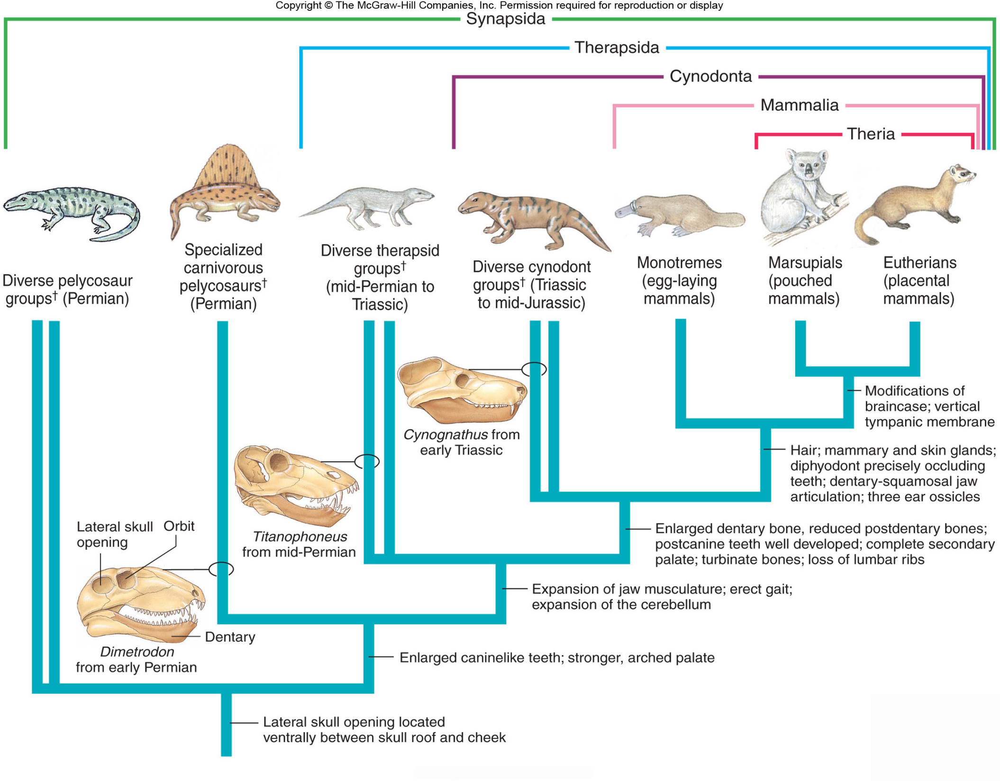 Copyright © The McGraw-Hill Companies, Inc. Permission required for reproduction or display
Synapsida
Therapsida
Cynodonta
Mammalia
Theria
Diverse pelycosaur
groups† (Permian)
Specialized
carnivorous
pelycosaurs†
(Permian)
Diverse therapsid
groups†
(mid-Permian to
Triassic)
Diverse cynodont
groups† (Triassic
to mid-Jurassic)
Monotremes
(egg-laying
mammals)
Marsupials
(pouched
mammals)
Eutherians
(placental
mammals)
Modifications of
braincase; vertical
tympanic membrane
Cynognathus from
early Triassic
Hair; mammary and skin glands;
diphyodont precisely occluding
teeth; dentary-squamosal jaw
articulation; three ear ossicles
Titanophoneus
from mid-Permian
Enlarged dentary bone, reduced postdentary bones;
postcanine teeth well developed; complete secondary
palate; turbinate bones; loss of lumbar ribs
Lateral skull
opening
Orbit
Expansion of jaw musculature; erect gait;
expansion of the cerebellum
Dentary
Dimetrodon
from early Permian
Enlarged caninelike teeth; stronger, arched palate
Lateral skull opening located
ventrally between skull roof and cheek